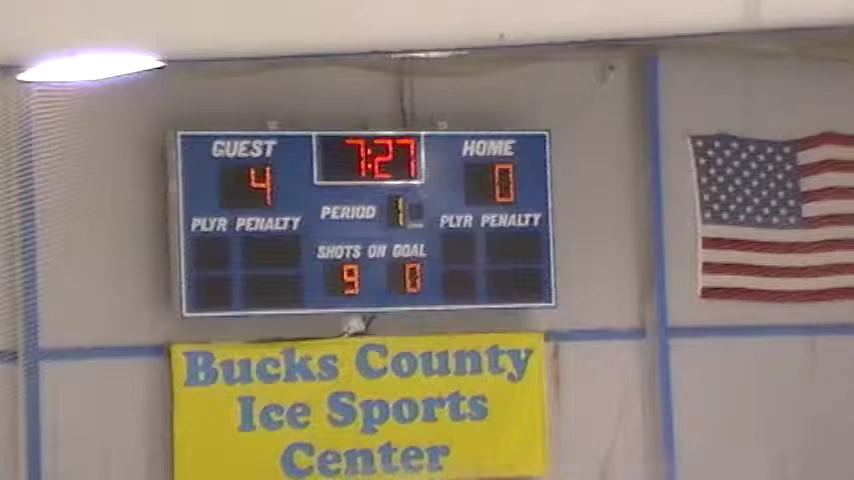 GUEST 7:27 HOME
4 0
PERIOD 1
PLYR PENALTY PLYR PENALTY
SHOTS ON GOAL
9 0
Bucks County
Ice Sports
Center